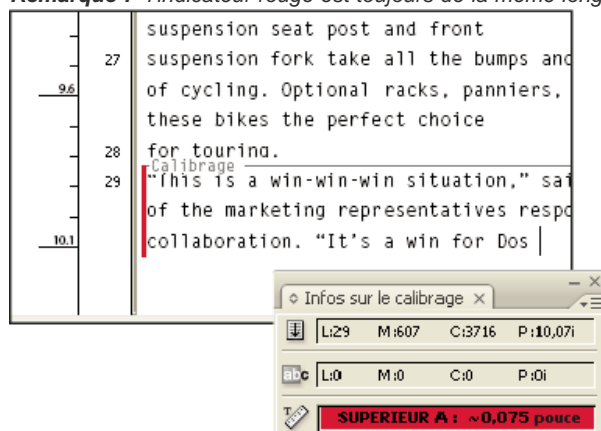 Remarque : l'indicateur rouge est toujours de la même long
suspension seat post and front
27 suspension fork take all the bumps and
9.6 of cycling. Optional racks, panniers,
these bikes the perfect choice
28 for touring.
Calibrage
29 "This is a win-win-win situation," sai
of the marketing representatives respo
10.1 collaboration. "It's a win for Dos
Infos sur le calibrage ×
L:29 M:607 C:3716 P:10,07i
abc L:0 M:0 C:0 P:0i
SUPERIEUR A : ~0,075 pouce